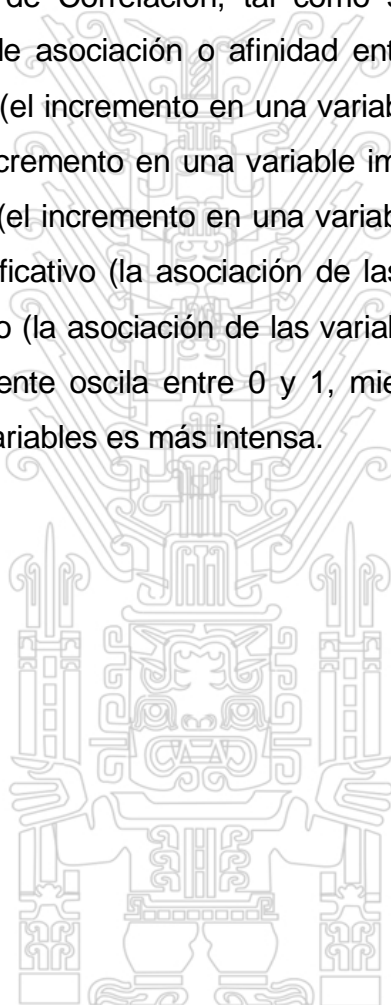 de Correlación, tal como s
le asociación o afinidad ent
(el incremento en una variab
cremento en una variable im
(el incremento en una variab
ificativo (la asociación de las
o (la asociación de las variab
ente oscila entre 0 y 1, mie
ariables es más intensa.